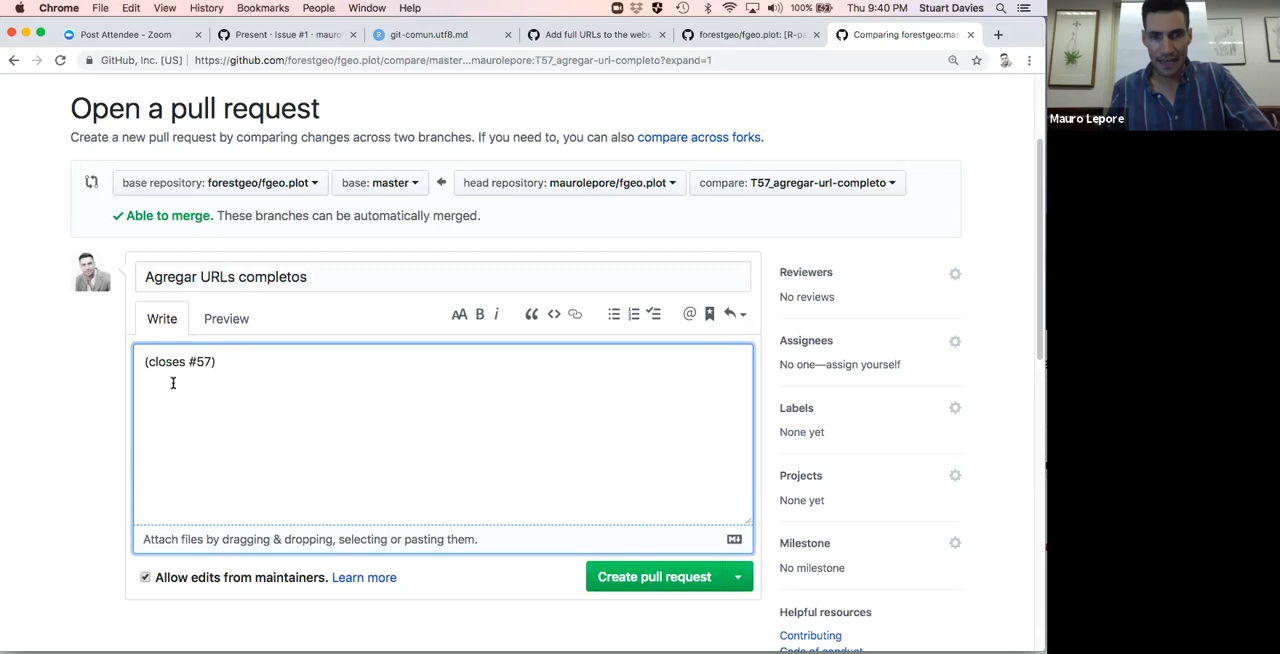 Chrome File Edit View History Bookmarks People Window Help 100% Thu 9:40 PM Stuart Davies
Post Attendee - Zoom Present · Issue #1 · mauro git-comun.utf8.md Add full URLs to the web forestgeo/fgeo.plot: [R-pa Comparing forestgeo:mas
GitHub, Inc. [US] https://github.com/forestgeo/fgeo.plot/compare/master...maurolepore:T57_agregar-url-completo?expand=1
Open a pull request
Create a new pull request by comparing changes across two branches. If you need to, you can also compare across forks.
base repository: forestgeo/fgeo.plot base: master head repository: maurolepore/fgeo.plot compare: T57_agregar-url-completo
Able to merge. These branches can be automatically merged.
Agregar URLs completos
Write Preview AA B i
(closes #57)
Attach files by dragging & dropping, selecting or pasting them.
Allow edits from maintainers. Learn more Create pull request
Reviewers
No reviews
Assignees
No one—assign yourself
Labels
None yet
Projects
None yet
Milestone
No milestone
Helpful resources
Contributing
Code of conduct
Mauro Lepore